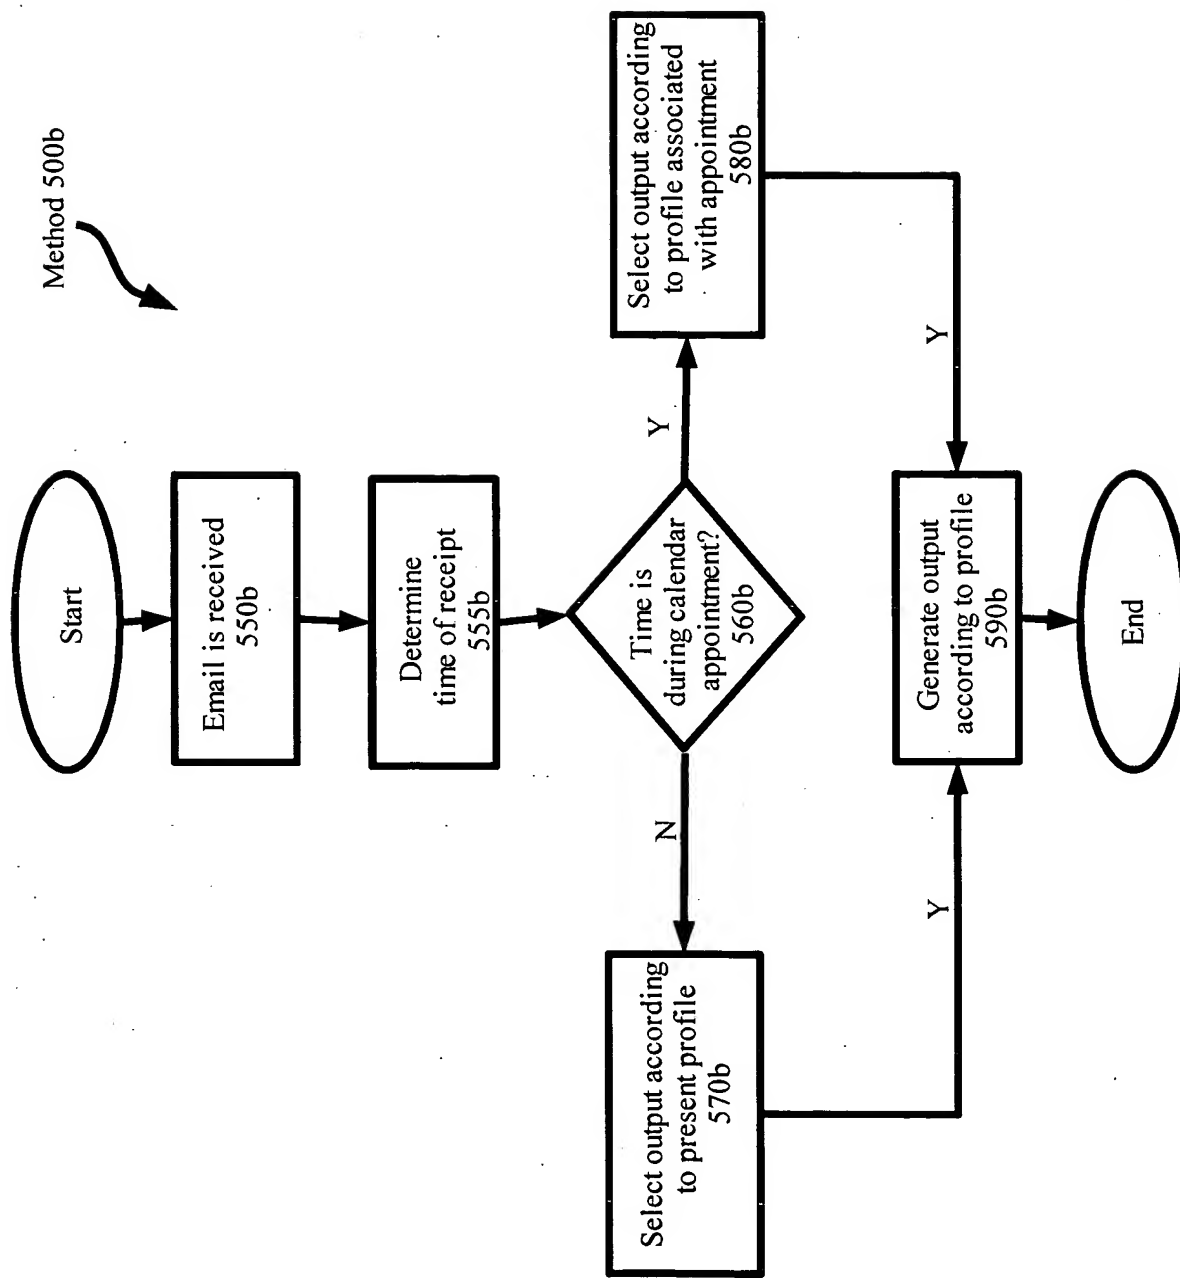 Method 500b
Start
Email is received
550b
Determine
time of receipt
555b
Time is
during calendar
appointment?
560b
N
Y
Select output according
to present profile
570b
Select output according
to profile associated
with appointment
580b
Y
Y
Generate output
according to profile
590b
End